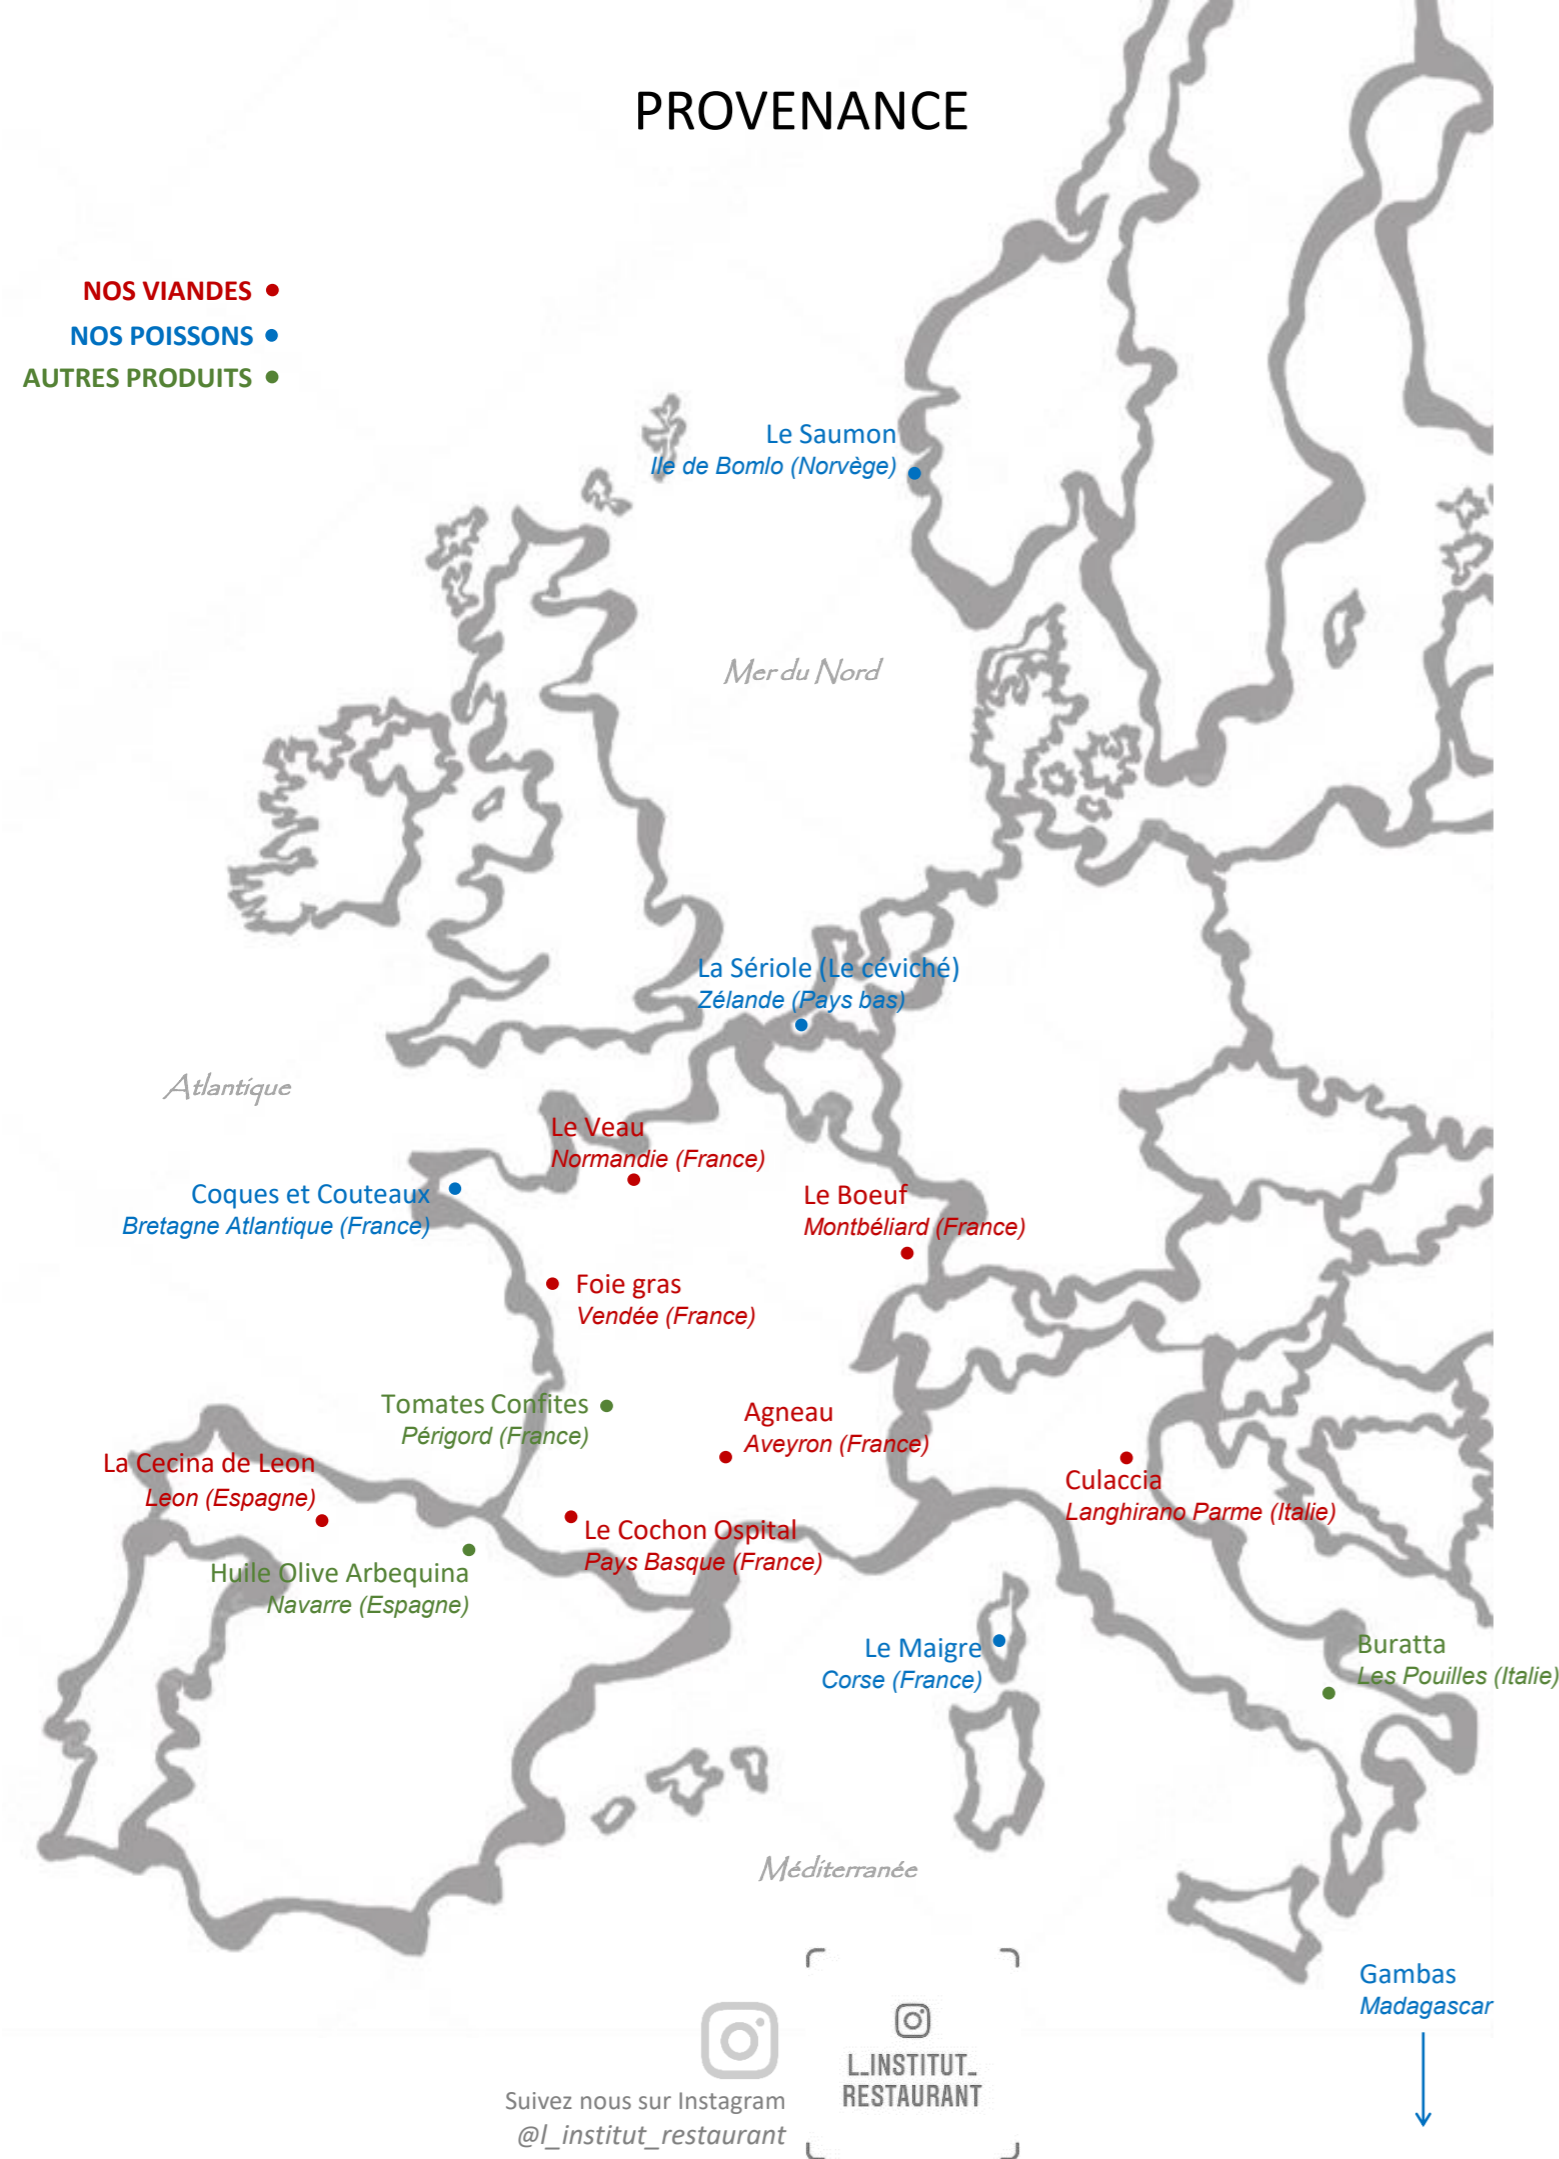 PROVENANCE
NOS VIANDES
NOS POISSONS
AUTRES PRODUITS
Le Saumon
Ile de Bomlo (Norvège)
Mer du Nord
La Sériole (Le céviché)
Zélande (Pays bas)
Atlantique
Le Veau
Normandie (France)
Coques et Couteaux
Bretagne Atlantique (France)
Le Boeuf
Montbéliard (France)
Foie gras
Vendée (France)
Tomates Confites
Périgord (France)
Agneau
Aveyron (France)
La Cecina de Leon
Leon (Espagne)
Culaccia
Langhirano Parme (Italie)
Le Cochon Ospital
Pays Basque (France)
Huile Olive Arbequina
Navarre (Espagne)
Le Maigre
Corse (France)
Buratta
Les Pouilles (Italie)
Méditerranée
Gambas
Madagascar
L_INSTITUT_
RESTAURANT
Suivez nous sur Instagram
@l_institut_restaurant